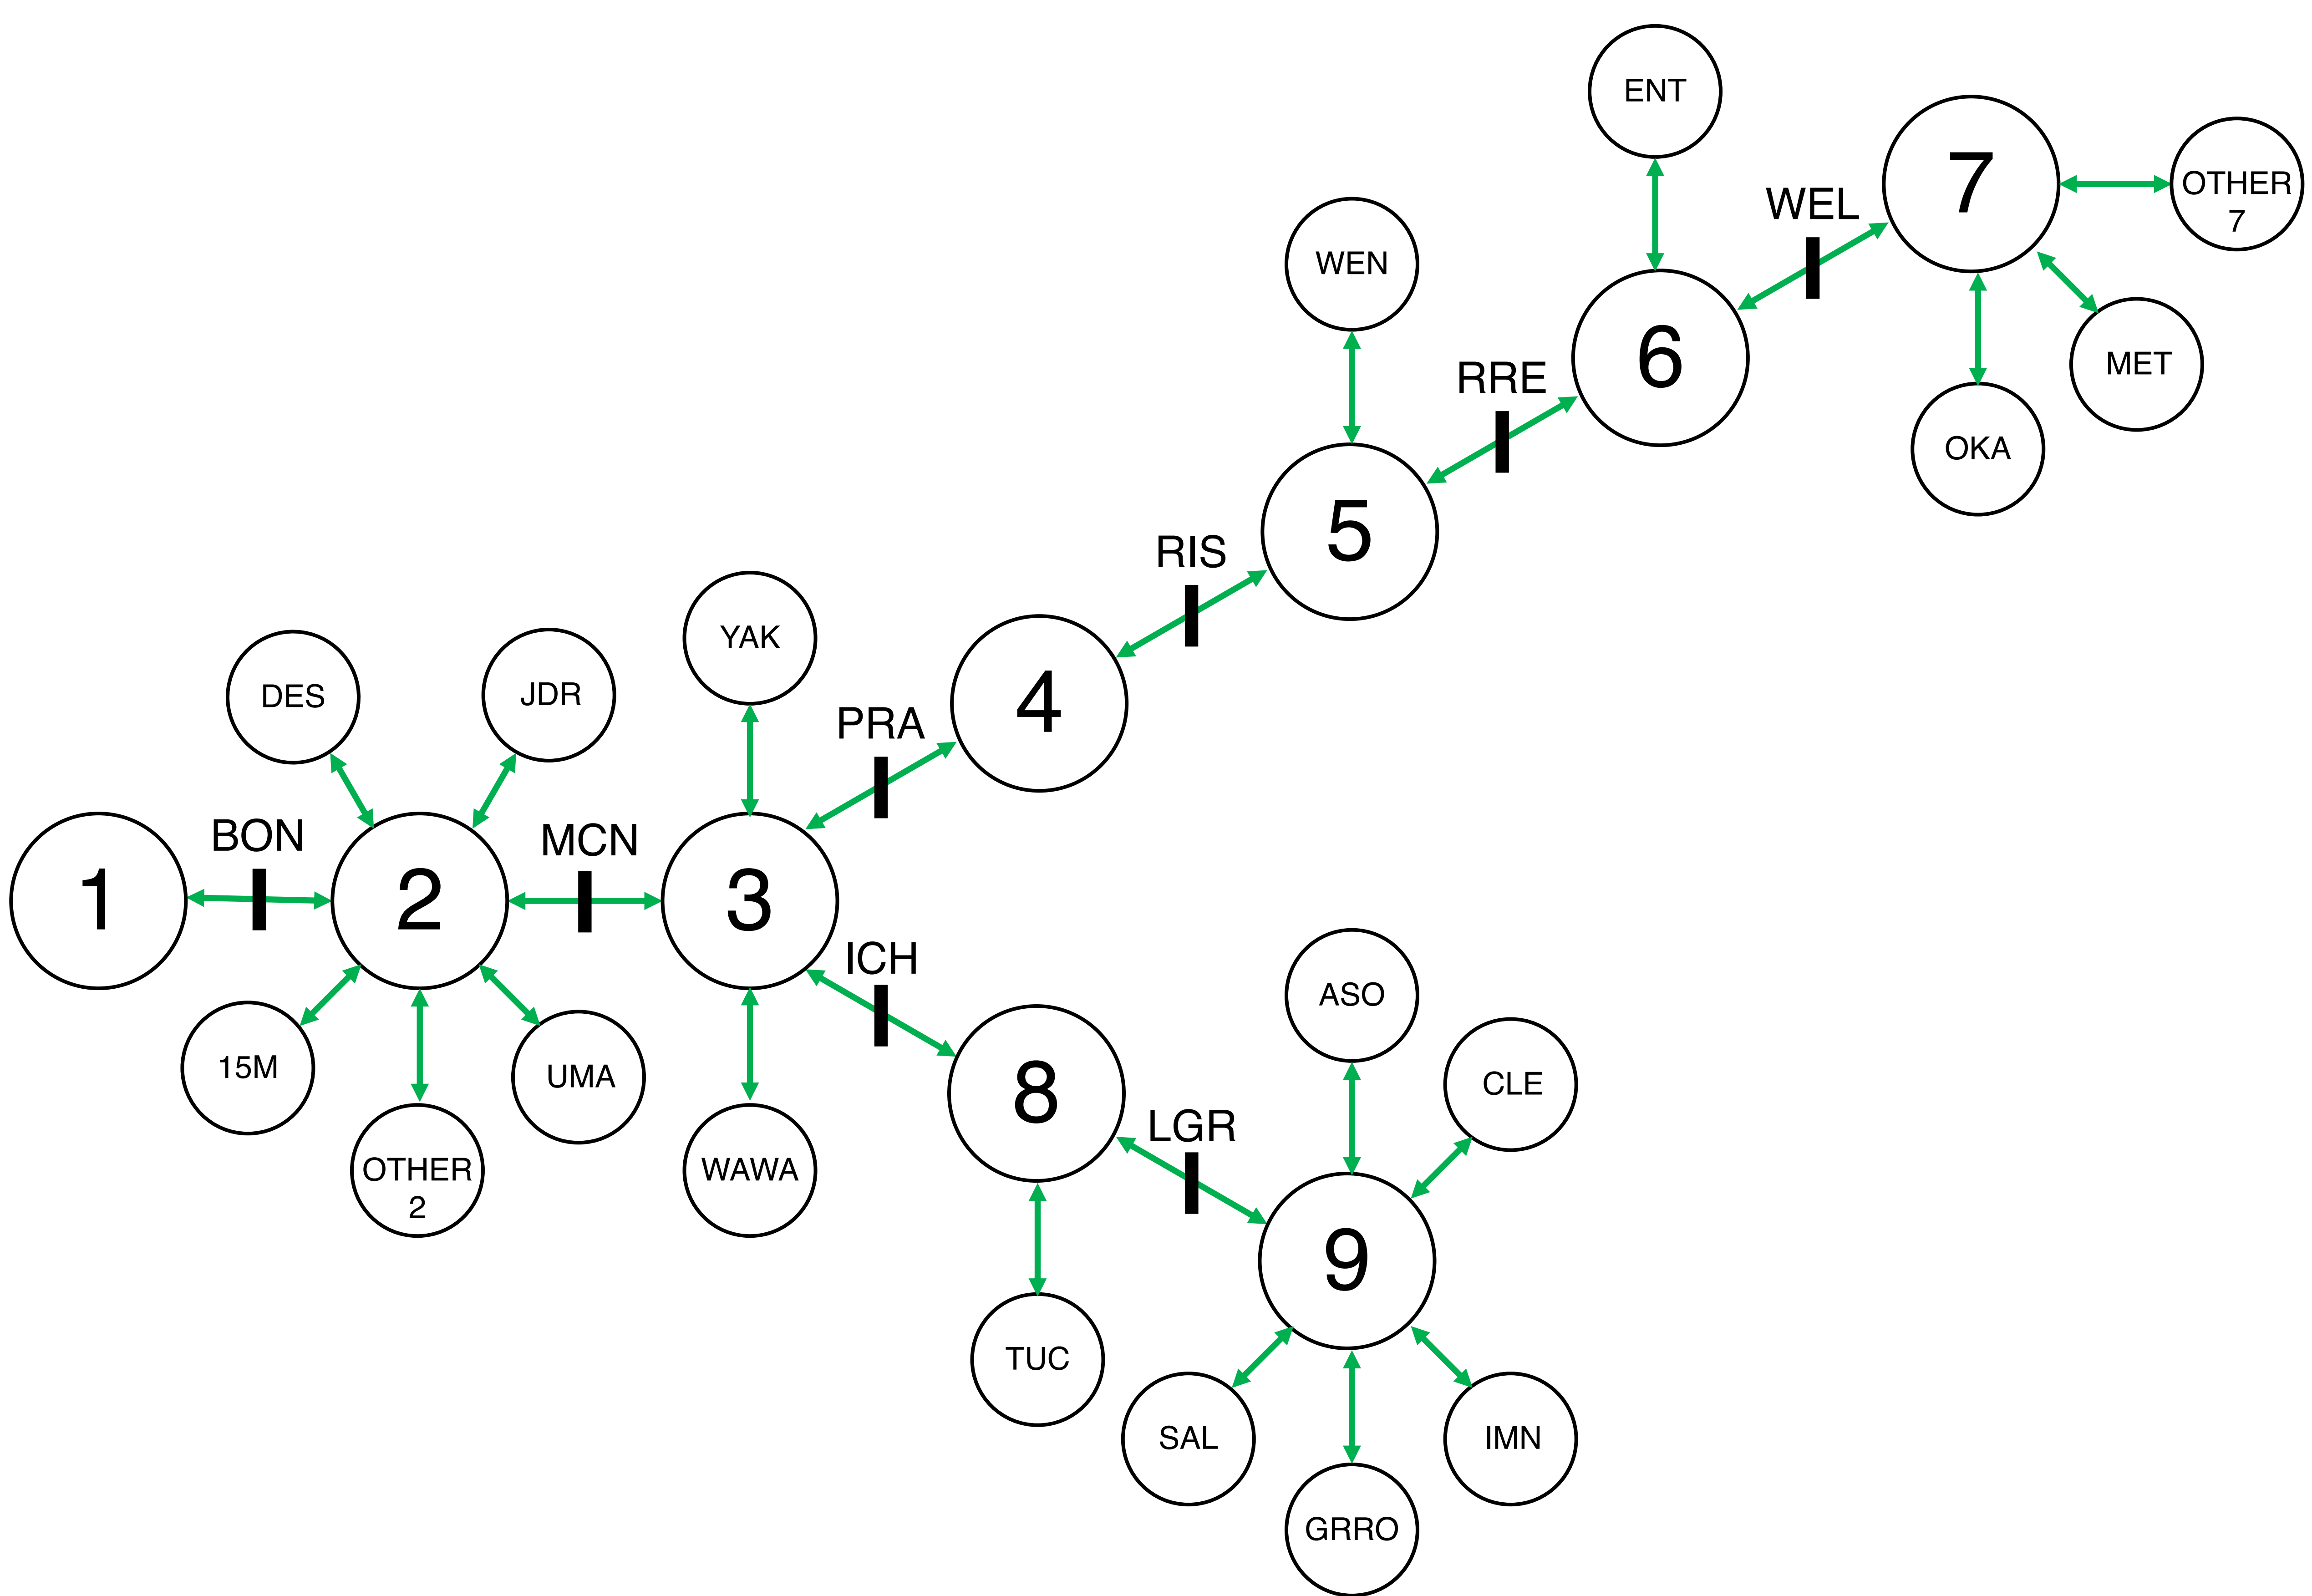 ENT
7
OTHER
7
WEL
WEN
6
MET
RRE
OKA
5
RIS
YAK
4
DES
JDR
PRA
BON
MCN
1
2
3
ICH
ASO
15M
UMA
8
CLE
OTHER
2
WAWA
LGR
9
TUC
SAL
IMN
GRRO